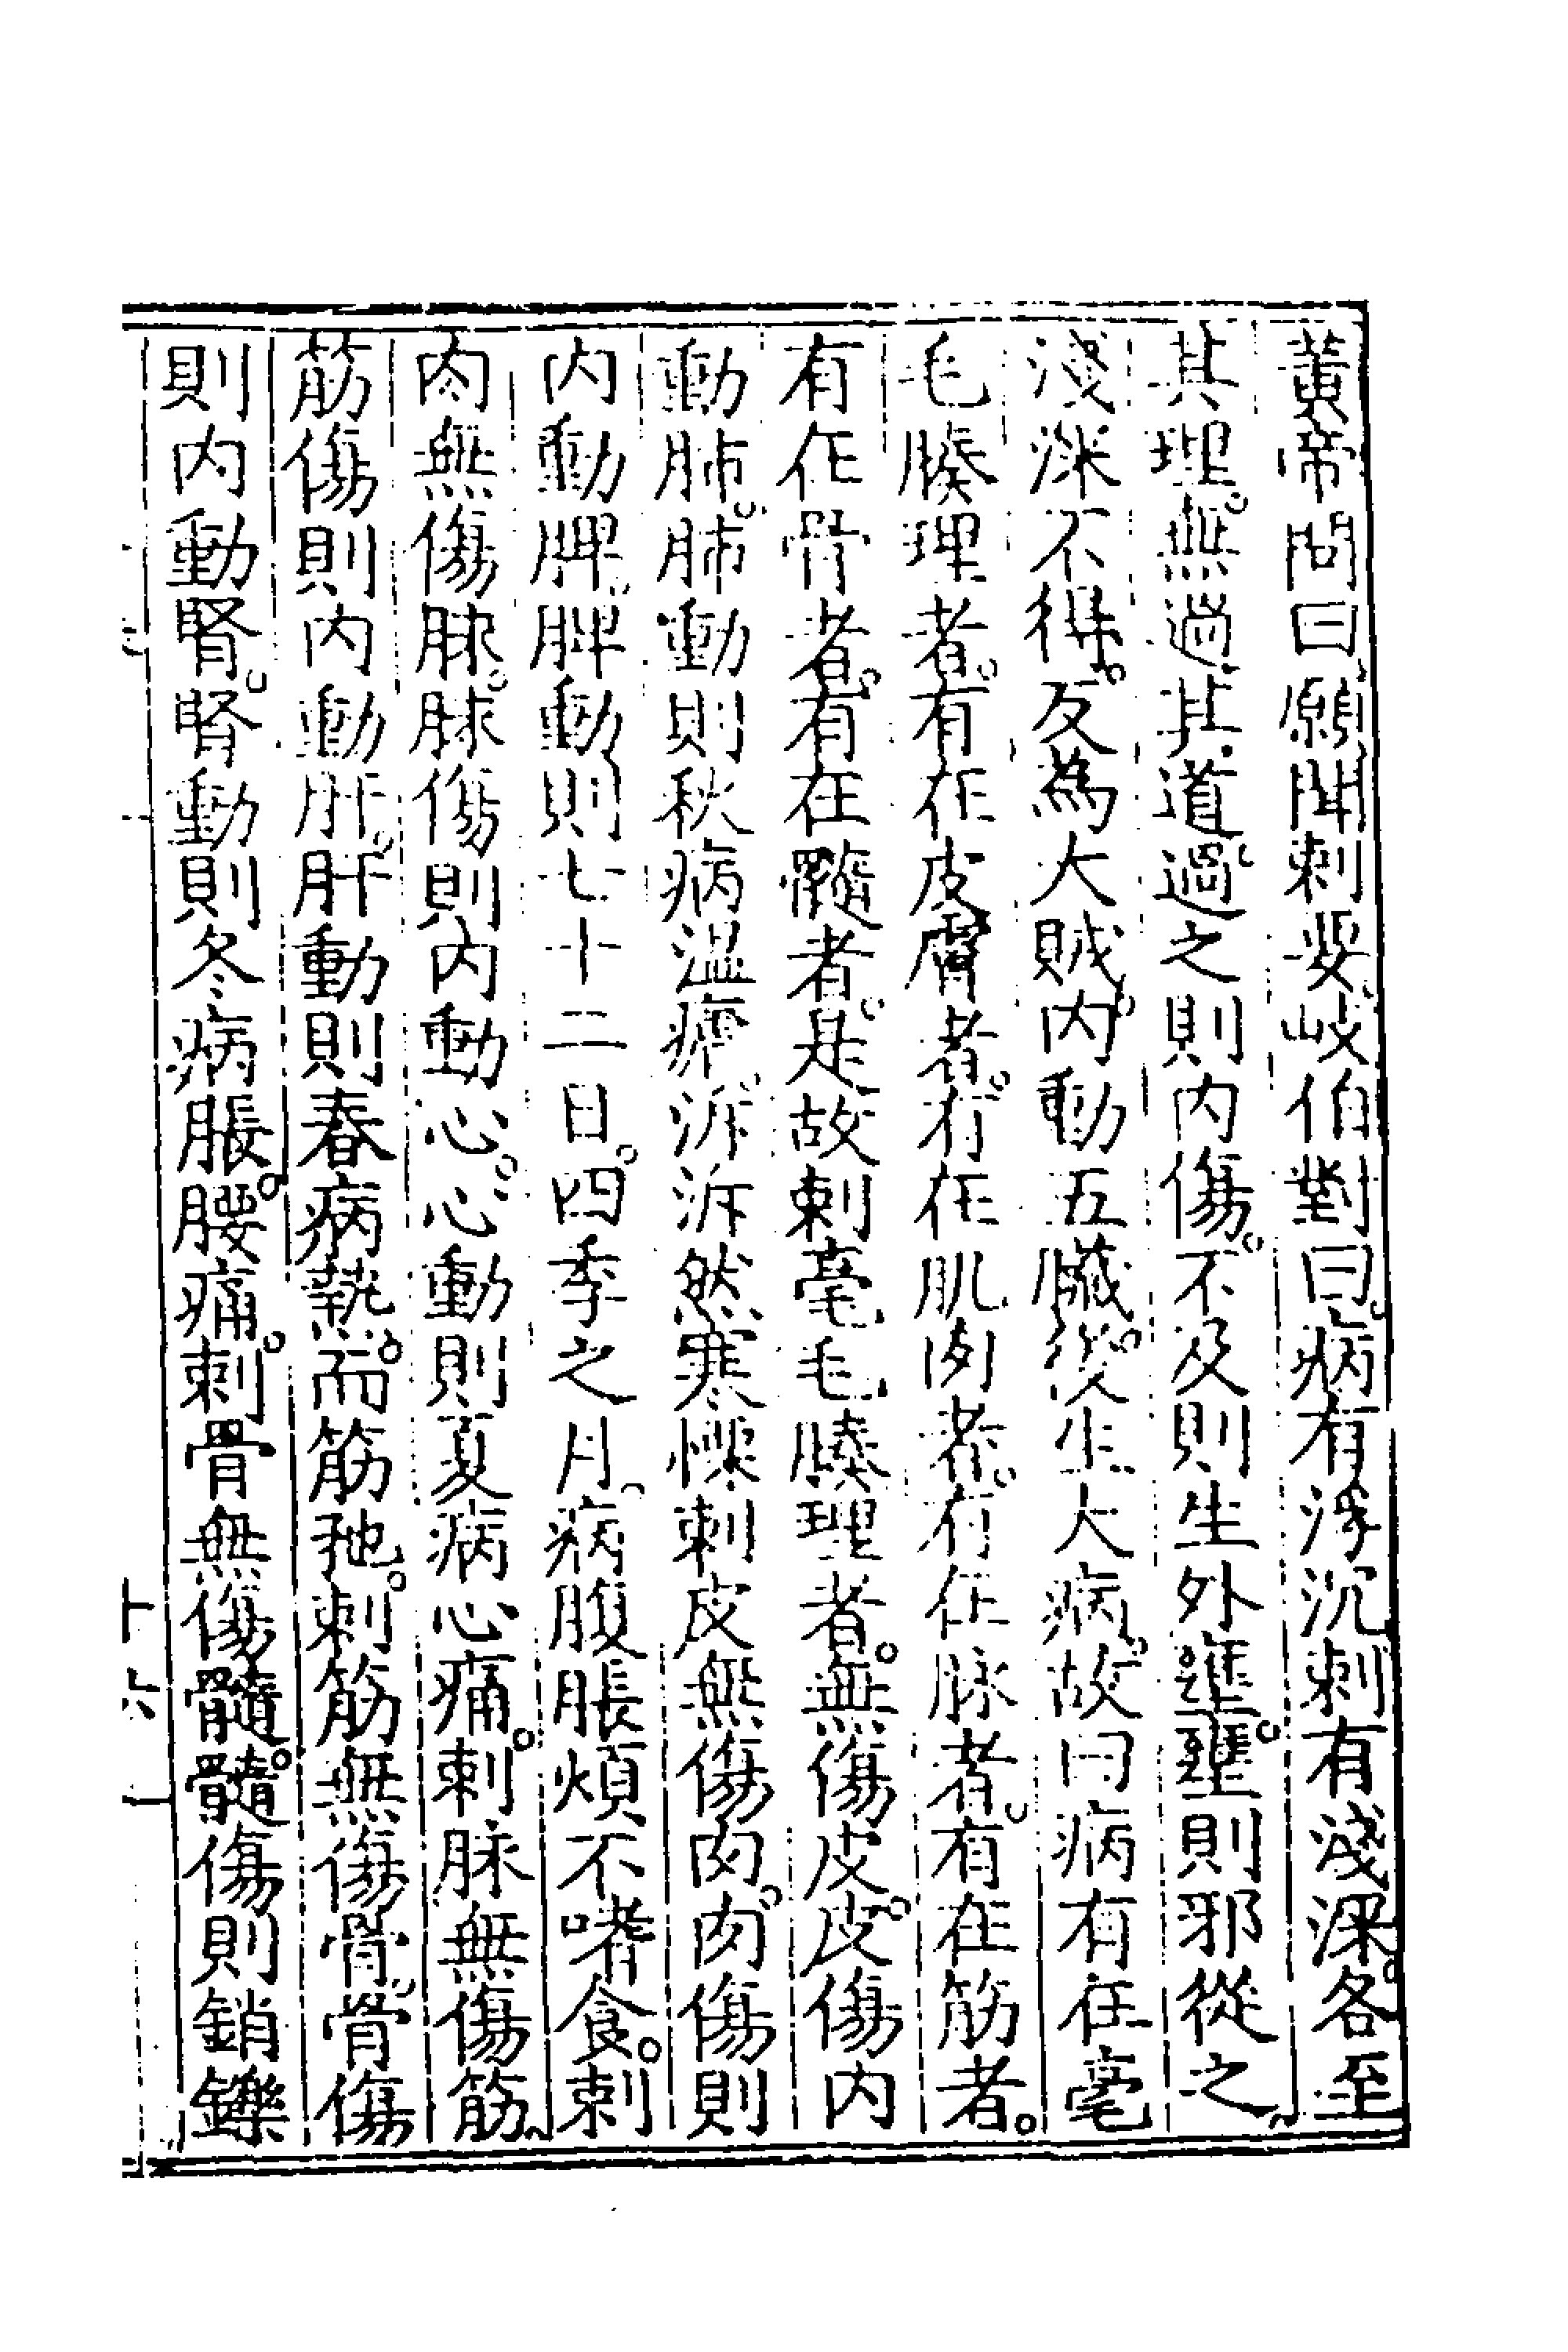 黃帝問曰願聞刺要岐伯對曰病有浮沉刺有淺深。各至
其理。無過其道過之則內傷。不及則生外壅。壅則邪從之
淺深不得。反爲大賊。內動五臟後生大病。故曰病有在毫
毛腠理者。有在皮膚者。有在肌肉者。有在脉者。有在筋者。
有在骨者。有在髓者。是故刺毫毛腠理者。無傷皮。皮傷內
動肺。肺動則秋病溫瘧泝泝然寒慄刺皮無傷肉。肉傷則
內動脾。脾動則七十二日。四季之月。病腹脹煩不嗜食。刺
肉無傷脉。脉傷則內動心。心動則夏病心痛。刺脉無傷筋
筋傷則內動肝。肝動則春病熱。而筋弛。刺筋無傷骨。骨傷
則內動腎。腎動則冬病脹。腰痛。刺骨無傷髓。髓傷則銷鑠
十六